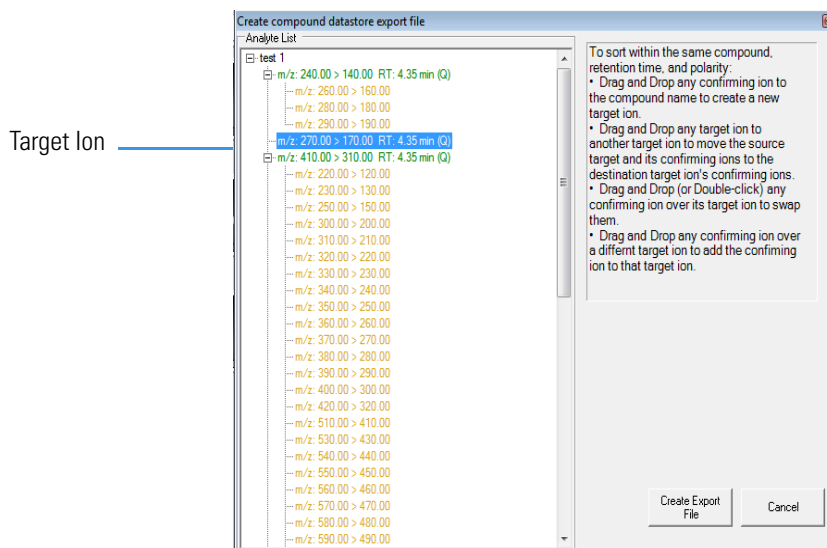 Create compound datastore export file
Analyte List
test 1
m/z: 240.00 > 140.00 RT: 4.35 min (Q)
m/z: 260.00 > 160.00
m/z: 280.00 > 180.00
m/z: 290.00 > 190.00
m/z: 270.00 > 170.00 RT: 4.35 min (Q)
m/z: 410.00 > 310.00 RT: 4.35 min (Q)
m/z: 220.00 > 120.00
m/z: 230.00 > 130.00
m/z: 250.00 > 150.00
m/z: 300.00 > 200.00
m/z: 310.00 > 210.00
m/z: 320.00 > 220.00
m/z: 330.00 > 230.00
m/z: 340.00 > 240.00
m/z: 350.00 > 250.00
m/z: 360.00 > 260.00
m/z: 370.00 > 270.00
m/z: 380.00 > 280.00
m/z: 390.00 > 290.00
m/z: 400.00 > 300.00
m/z: 420.00 > 320.00
m/z: 510.00 > 410.00
m/z: 530.00 > 430.00
m/z: 540.00 > 440.00
m/z: 550.00 > 450.00
m/z: 560.00 > 460.00
m/z: 570.00 > 470.00
m/z: 580.00 > 480.00
m/z: 590.00 > 490.00
Target Ion
To sort within the same compound,
retention time, and polarity:
• Drag and Drop any confirming ion to
the compound name to create a new
target ion.
• Drag and Drop any target ion to
another target ion to move the source
target and its confirming ions to the
destination target ion's confirming ions.
• Drag and Drop (or Double-click) any
confirming ion over its target ion to swap
them.
• Drag and Drop any confirming ion over
a differnt target ion to add the confiming
ion to that target ion.
Create Export
File
Cancel